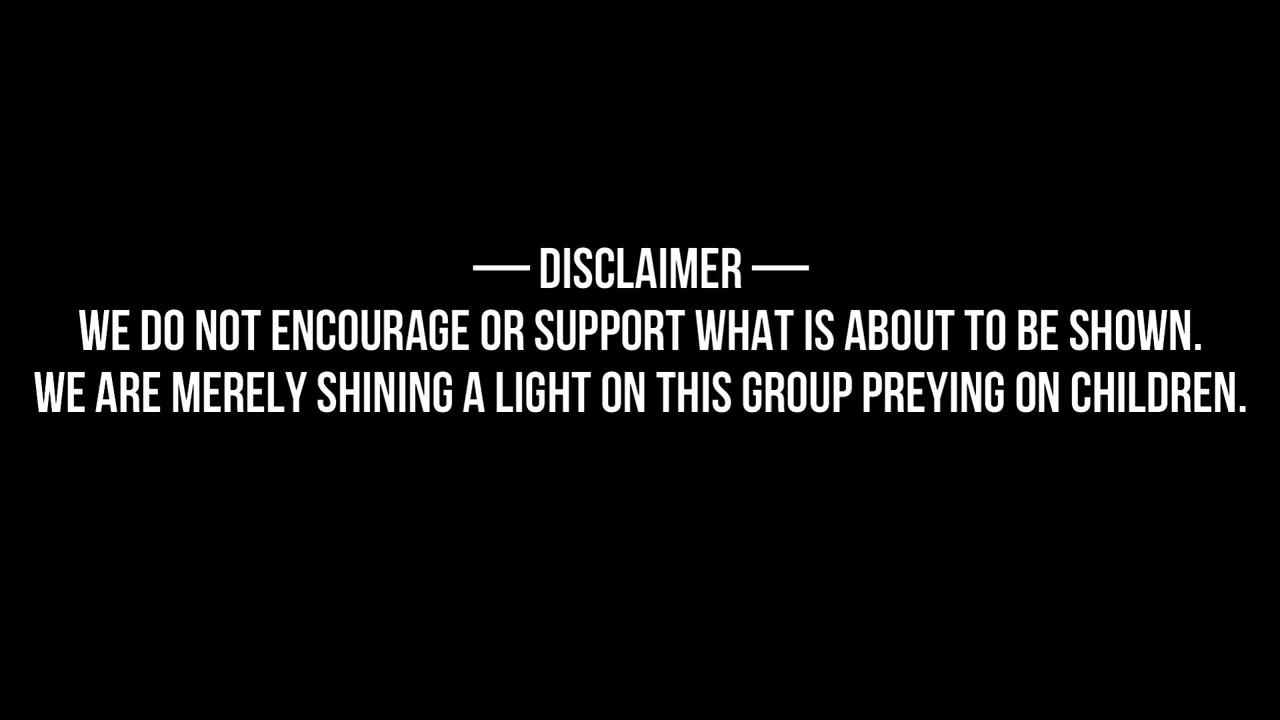 — DISCLAIMER —
WE DO NOT ENCOURAGE OR SUPPORT WHAT IS ABOUT TO BE SHOWN.
WE ARE MERELY SHINING A LIGHT ON THIS GROUP PREYING ON CHILDREN.